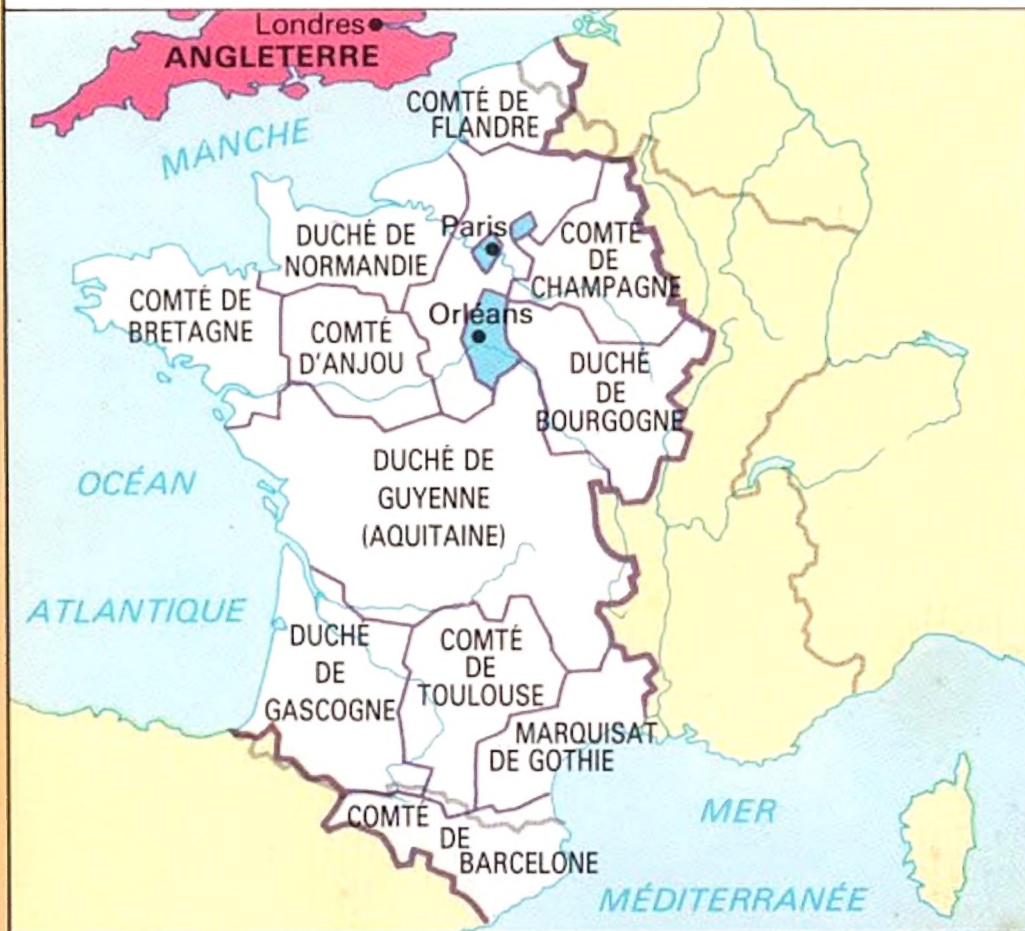 Londres
ANGLETERRE
MANCHE
COMTÉ DE
FLANDRE
DUCHÉ DE
NORMANDIE
Paris
COMTÉ
DE
CHAMPAGNE
COMTÉ DE
BRETAGNE
COMTÉ
D'ANJOU
Orléans
DUCHÉ
DE
BOURGOGNE
OCÉAN
ATLANTIQUE
DUCHÉ DE
GUYENNE
(AQUITAINE)
DUCHÉ
DE
GASCOGNE
COMTÉ
DE
TOULOUSE
MARQUISAT
DE GOTHIE
COMTÉ
DE
BARCELONE
MER
MÉDITERRANÉE